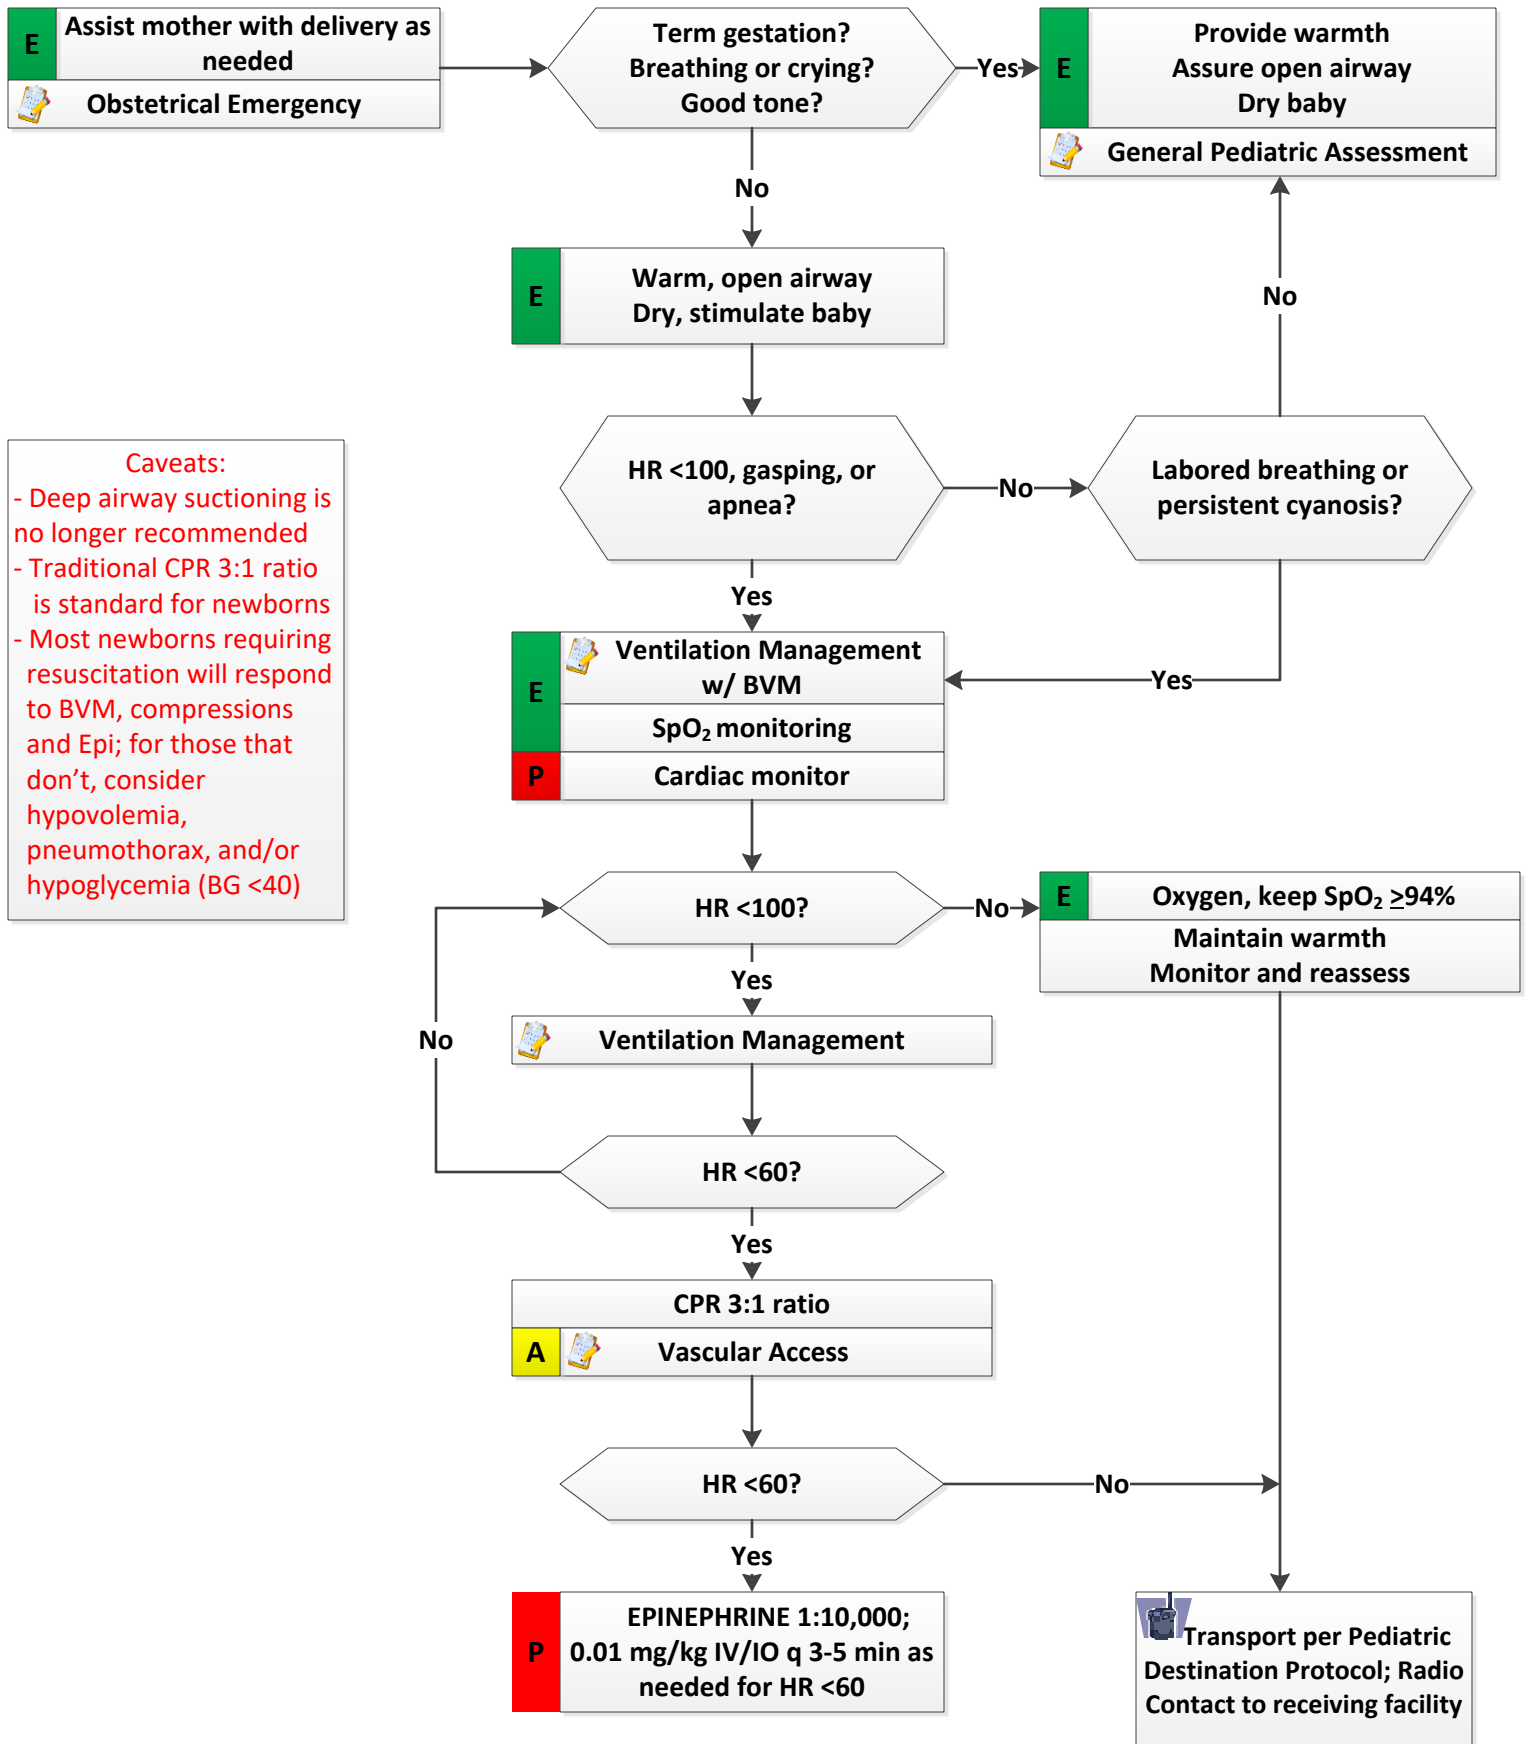 E
Assist mother with delivery as
needed
Obstetrical Emergency
Term gestation?
Breathing or crying?
Good tone?
Yes
E
Provide warmth
Assure open airway
Dry baby
General Pediatric Assessment
No
E
Warm, open airway
Dry, stimulate baby
No
HR <100, gasping, or
apnea?
No
Labored breathing or
persistent cyanosis?
Caveats:
- Deep airway suctioning is
no longer recommended
- Traditional CPR 3:1 ratio
is standard for newborns
- Most newborns requiring
resuscitation will respond
to BVM, compressions
and Epi; for those that
don’t, consider
hypovolemia,
pneumothorax, and/or
hypoglycemia (BG <40)
Yes
E
Ventilation Management
w/ BVM
SpO₂ monitoring
P
Cardiac monitor
Yes
HR <100?
No
E
Oxygen, keep SpO₂ ≥94%
Maintain warmth
Monitor and reassess
Yes
Ventilation Management
No
HR <60?
Yes
CPR 3:1 ratio
A
Vascular Access
HR <60?
No
Yes
P
EPINEPHRINE 1:10,000;
0.01 mg/kg IV/IO q 3-5 min as
needed for HR <60
Transport per Pediatric
Destination Protocol; Radio
Contact to receiving facility